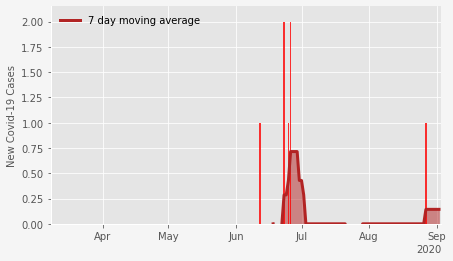 7 day moving average
New Covid-19 Cases
2.00
1.75
1.50
1.25
1.00
0.75
0.50
0.25
0.00
Apr
May
Jun
Jul
Aug
Sep
2020